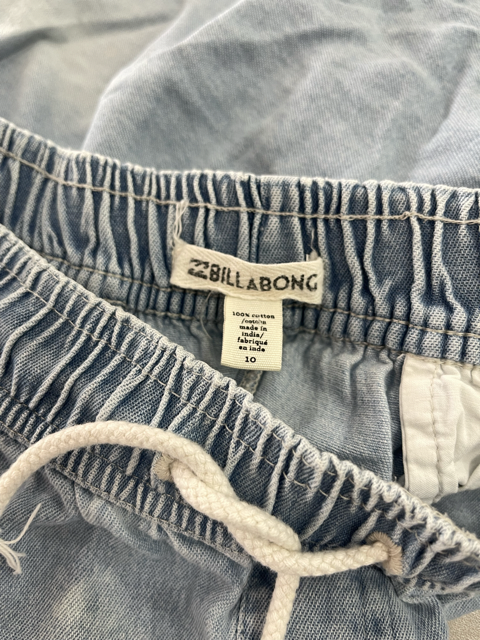 BILLABONG
100% cotton
/coton
made in
india/
fabriqué
en inde
10